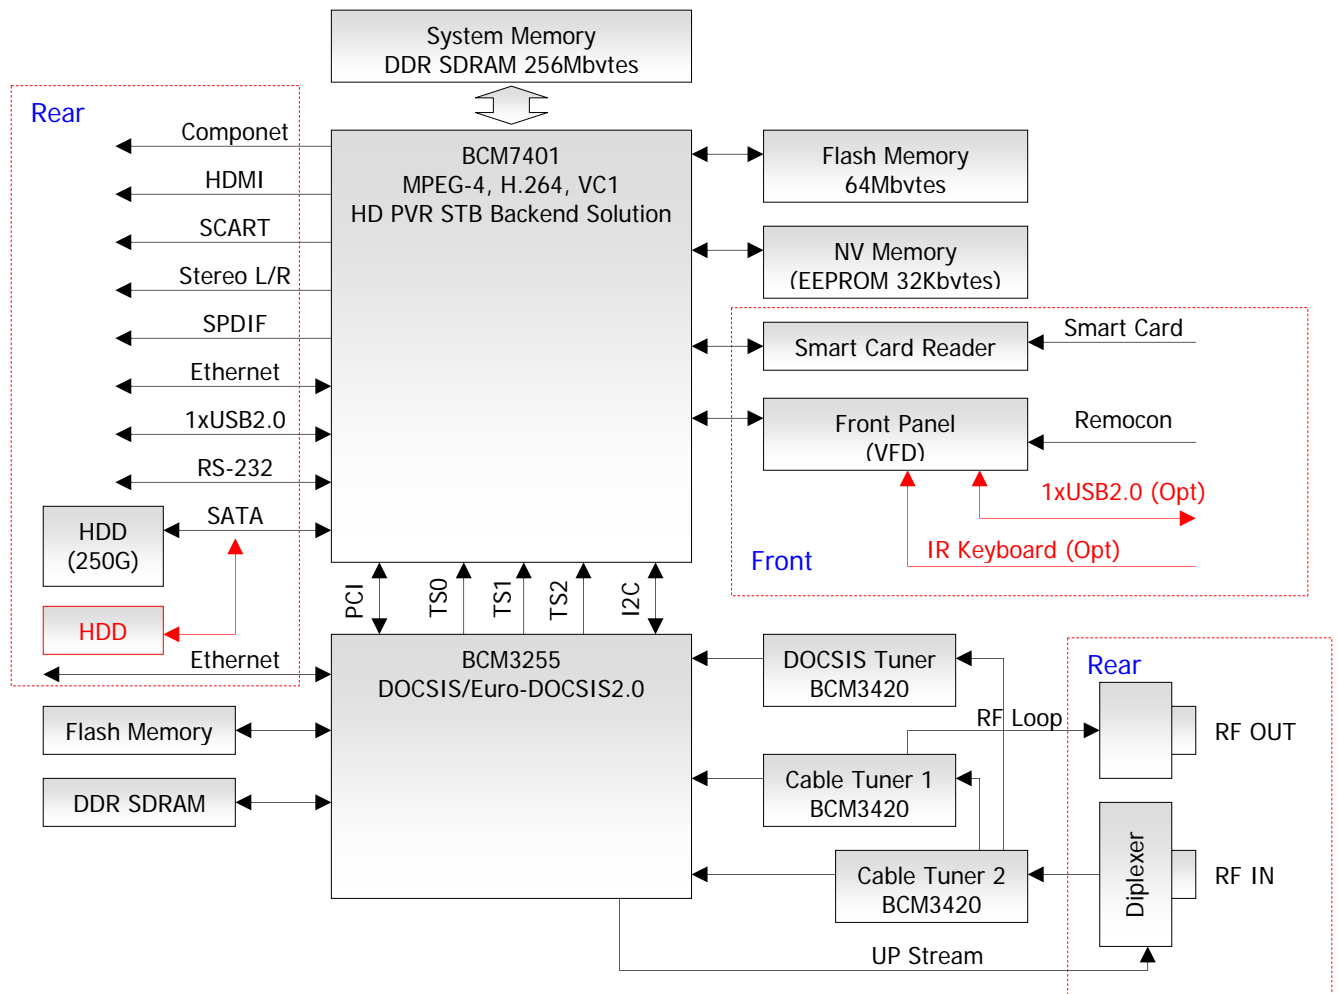 System Memory
DDR SDRAM 256Mbytes
Rear
Componet
HDMI
SCART
Stereo L/R
SPDIF
Ethernet
1xUSB2.0
RS-232
SATA
HDD
(250G)
HDD
Ethernet
BCM7401
MPEG-4, H.264, VC1
HD PVR STB Backend Solution
Flash Memory
64Mbytes
NV Memory
(EEPROM 32Kbytes)
Smart Card Reader
Smart Card
Front Panel
(VFD)
Remocon
1xUSB2.0 (Opt)
IR Keyboard (Opt)
Front
PCI
TS0
TS1
TS2
I2C
BCM3255
DOCSIS/Euro-DOCSIS2.0
Flash Memory
DDR SDRAM
DOCSIS Tuner
BCM3420
RF Loop
Cable Tuner 1
BCM3420
Cable Tuner 2
BCM3420
UP Stream
Rear
RF OUT
Diplexer
RF IN